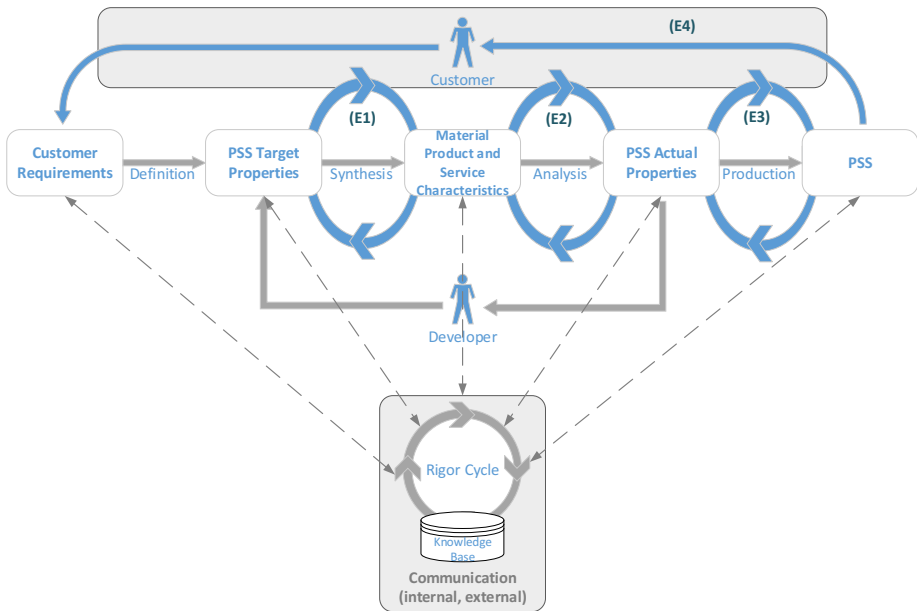 (E4)
Customer
(E1)
(E2)
(E3)
Customer
Requirements
Definition
PSS Target
Properties
Synthesis
Material
Product and
Service
Characteristics
Analysis
PSS Actual
Properties
Production
PSS
Developer
Rigor Cycle
Knowledge
Base
Communication
(internal, external)